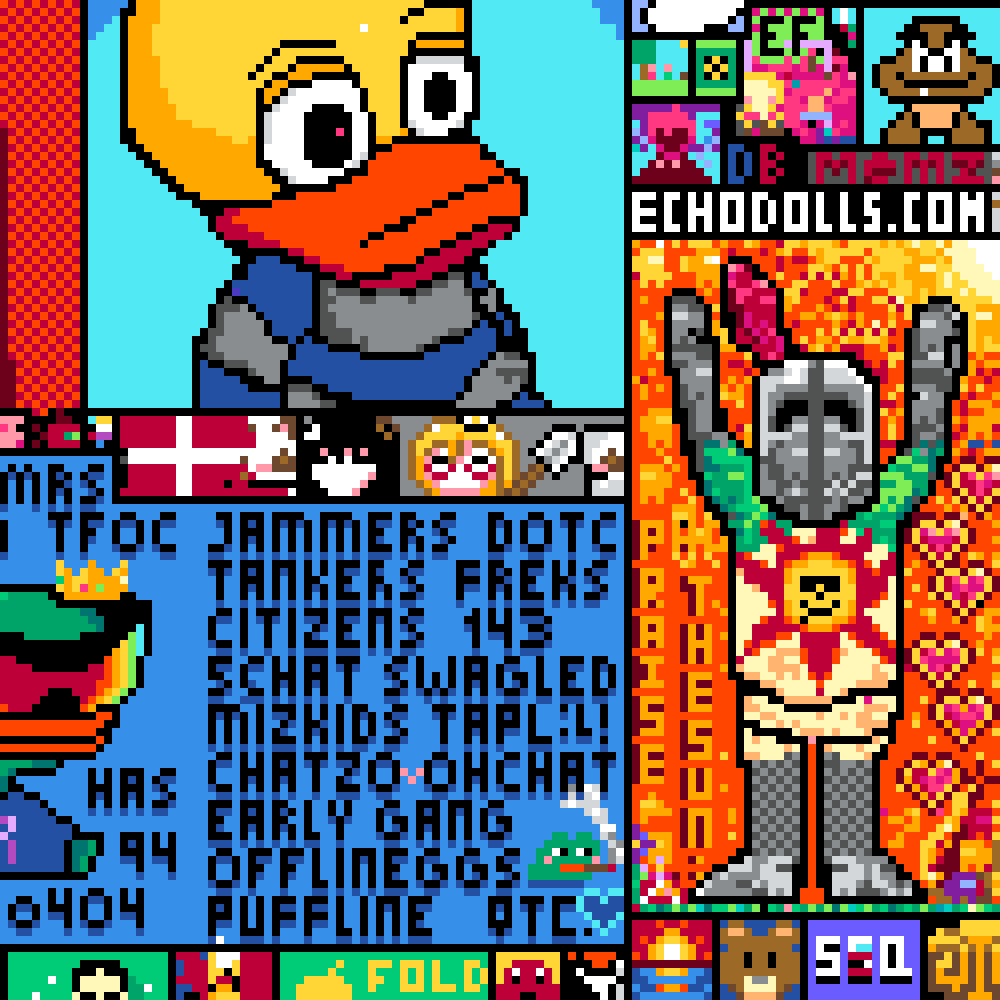 EF
DB
ECHODOLLS.COM
MRS
TFOC
JAMMERS DOTC
TANKERS FREKS
CITIZENS 143
SCHAT SWAGLED
MIZKIDS TAPL
CHATZO OHCHAT
EARLY GANG
OFFLINEGGS
PUFFLINE QTC.
HAS
94
0404
PRAISE
THE SUN
FOLD